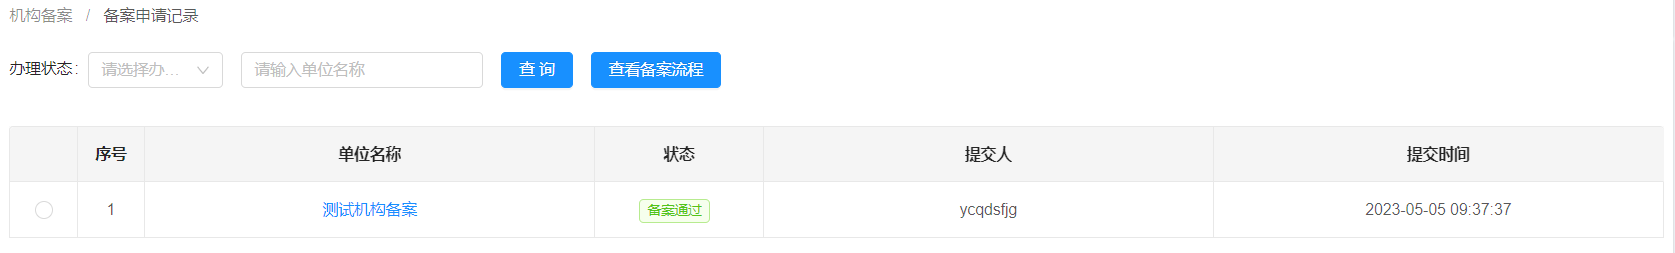 机构备案 / 备案申请记录
办理状态: 请选择办... 请输入单位名称 查 询 查看备案流程
序号 单位名称 状态 提交人 提交时间
1 测试机构备案 备案通过 ycqdsfjg 2023-05-05 09:37:37